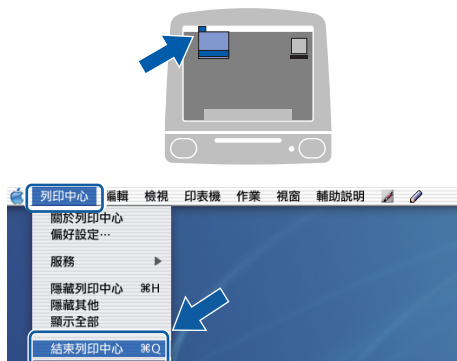 列印中心 編輯 檢視 印表機 作業 視窗 輔助説明
關於列印中心
偏好設定…
服務 ▶
隱藏列印中心 ⌘H
隱藏其他
顯示全部
結束列印中心 ⌘Q